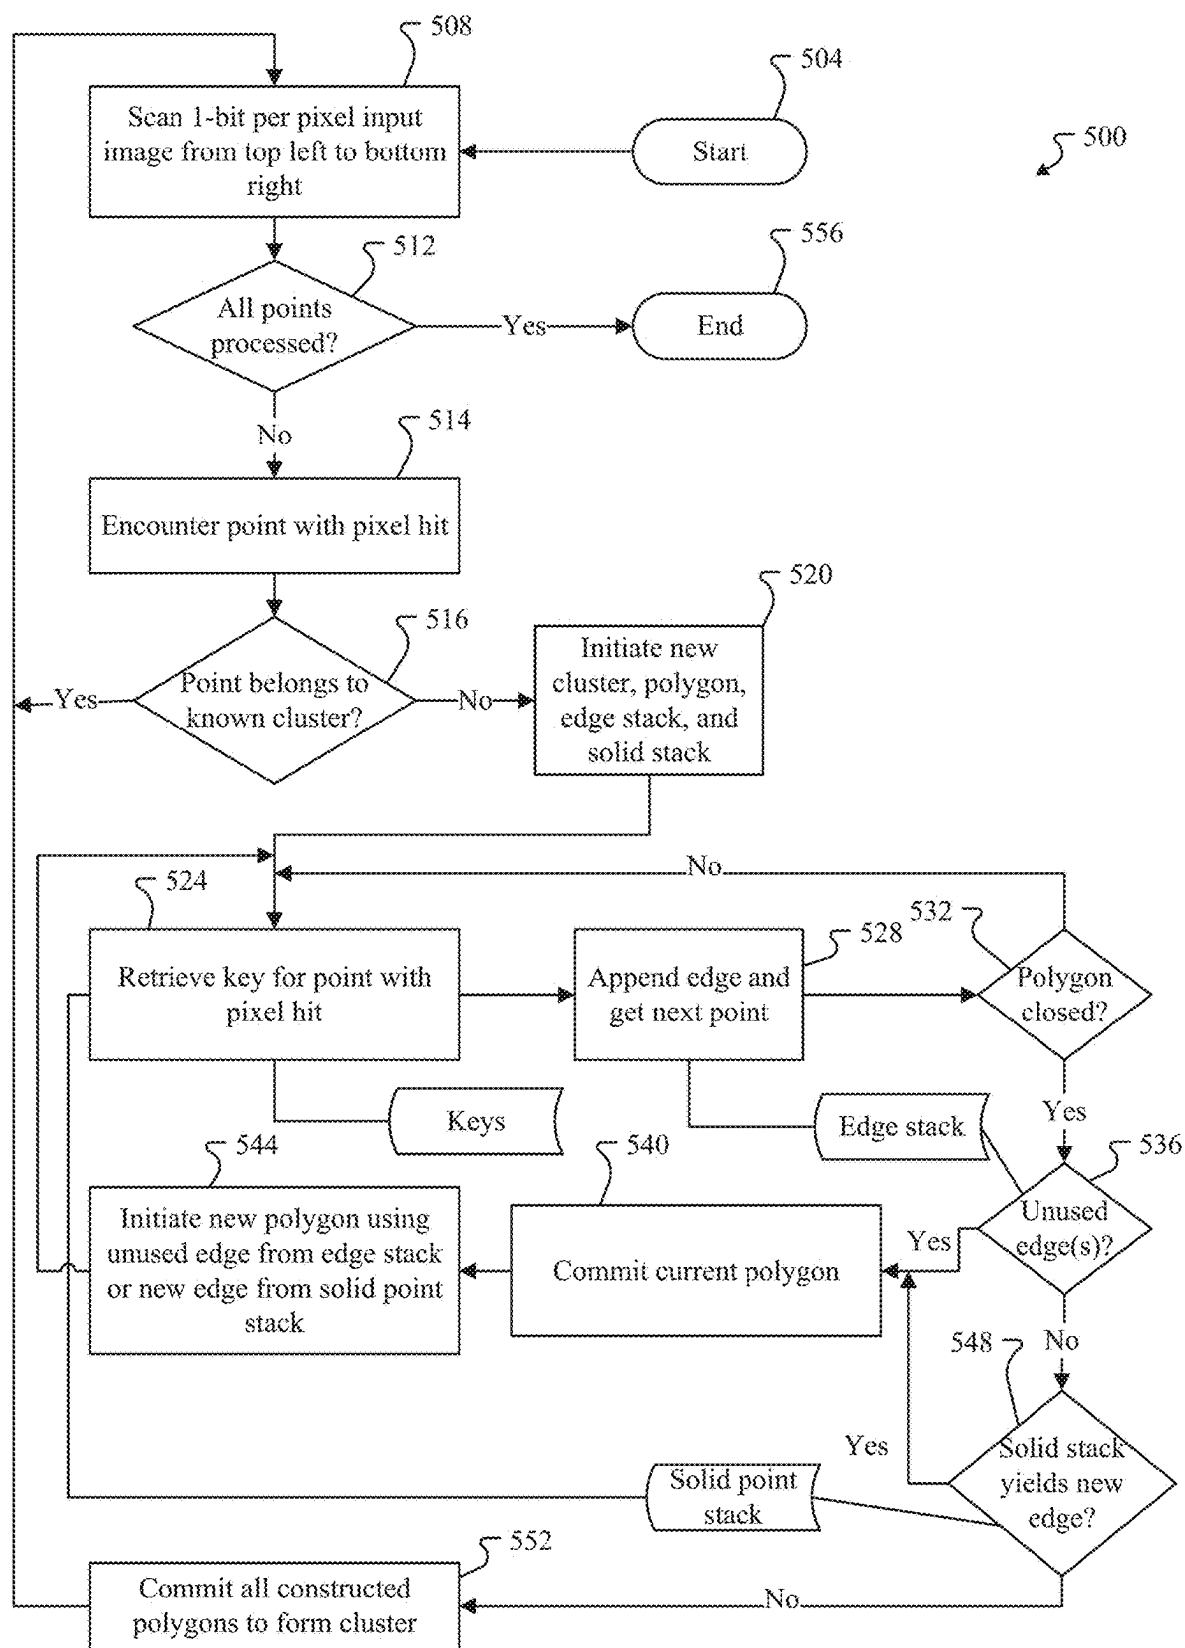 508
504
Scan 1-bit per pixel input
image from top left to bottom
right
Start
500
512
556
All points
processed?
Yes
End
No
514
Encounter point with pixel hit
520
516
Initiate new
cluster, polygon,
edge stack, and
solid stack
Yes
Point belongs to
known cluster?
No
No
524
532
528
Retrieve key for point with
pixel hit
Append edge and
get next point
Polygon
closed?
Keys
Edge stack
Yes
544
540
536
Initiate new polygon using
unused edge from edge stack
or new edge from solid point
stack
Commit current polygon
Yes
Unused
edge(s)?
No
548
Yes
Solid stack
yields new
edge?
Solid point
stack
552
Commit all constructed
polygons to form cluster
No